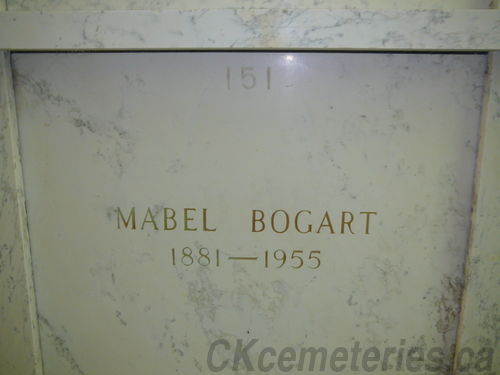 151
MABEL BOGART
1881—1955
CKcemeteries.ca